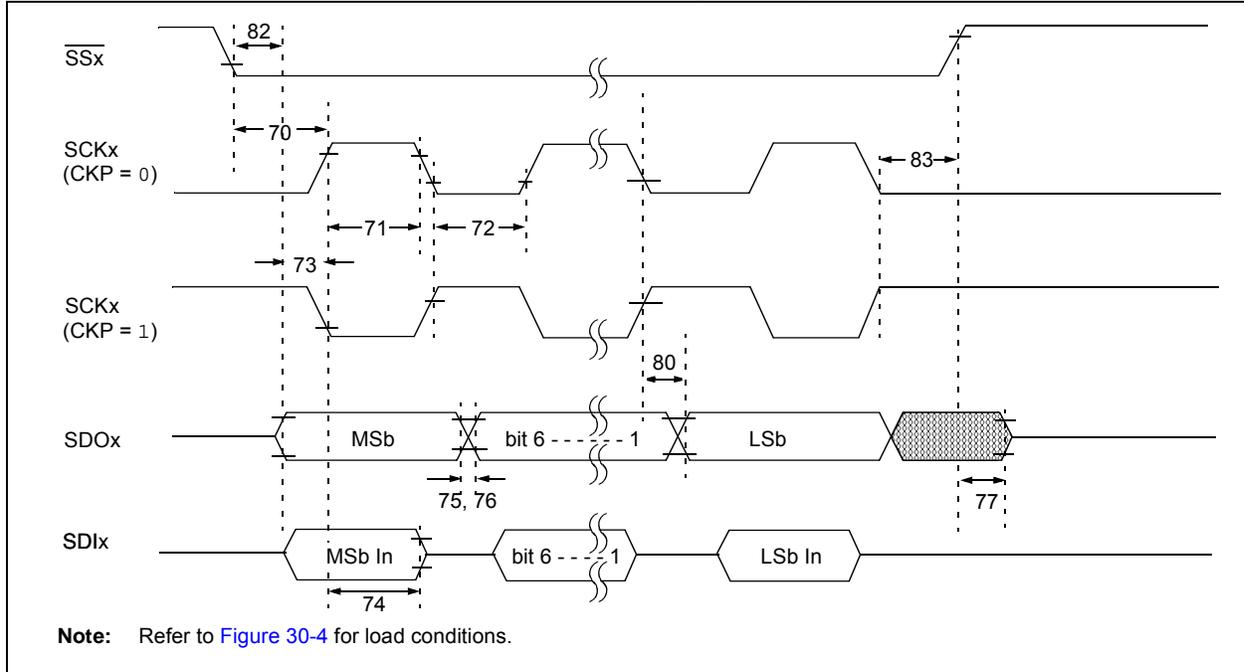 82
SSx
70
SCKx
(CKP = 0)
83
71
72
73
SCKx
(CKP = 1)
80
SDOx
MSb
bit 6 - - - - - - 1
LSb
75, 76
77
SDIx
MSb In
bit 6 - - - - - 1
LSb In
74
Note: Refer to Figure 30-4 for load conditions.